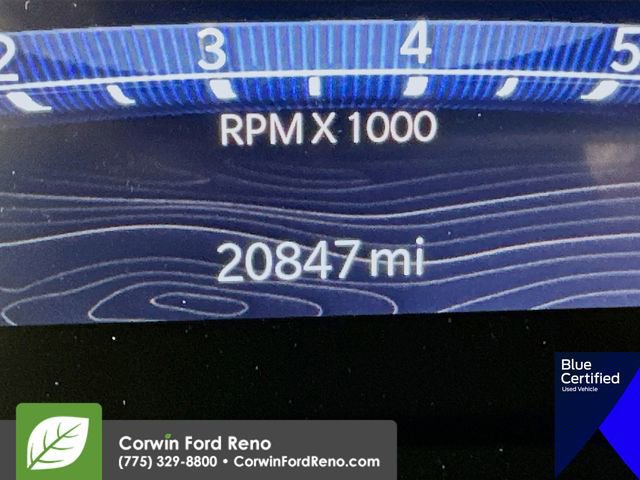 2 3 4 5
RPM X 1000
20847 mi
Blue
Certified
Used Vehicle
Corwin Ford Reno
(775) 329-8800 • CorwinFordReno.com